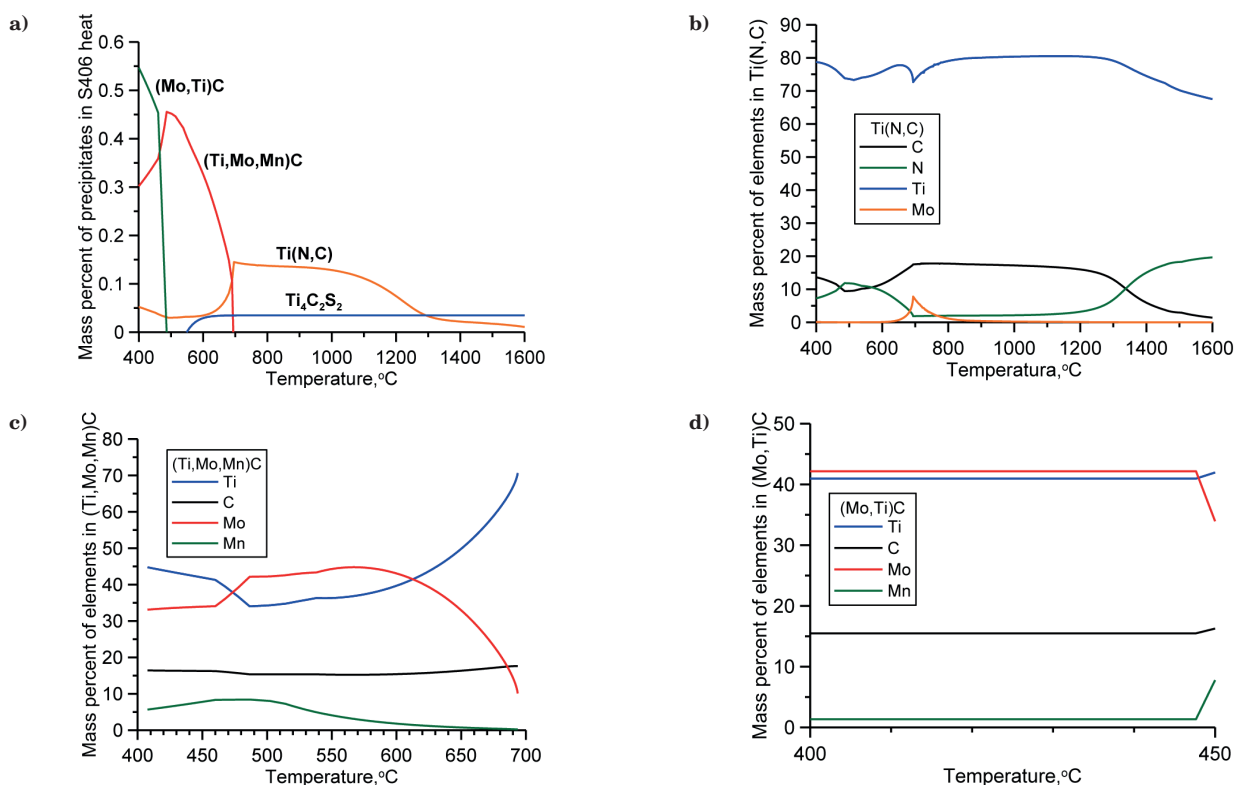 a)
Mass percent of precipitates in S406 heat
0.6
0.5
0.4
0.3
0.2
0.1
0
(Mo,Ti)C
(Ti,Mo,Mn)C
Ti(N,C)
Ti4C2S2
400 600 800 1000 1200 1400 1600
Temperature,oC
b)
Mass percent of elements in Ti(N,C)
90
80
70
60
50
40
30
20
10
0
Ti(N,C)
C
N
Ti
Mo
400 600 800 1000 1200 1400 1600
Temperatura,oC
c)
Mass percent of elements in (Ti,Mo,Mn)C
80
70
60
50
40
30
20
10
0
(Ti,Mo,Mn)C
Ti
C
Mo
Mn
400 450 500 550 600 650 700
Temperature,oC
d)
Mass percent of elements in (Mo,Ti)C
50
40
30
20
10
0
(Mo,Ti)C
Ti
C
Mo
Mn
400 450
Temperature,oC